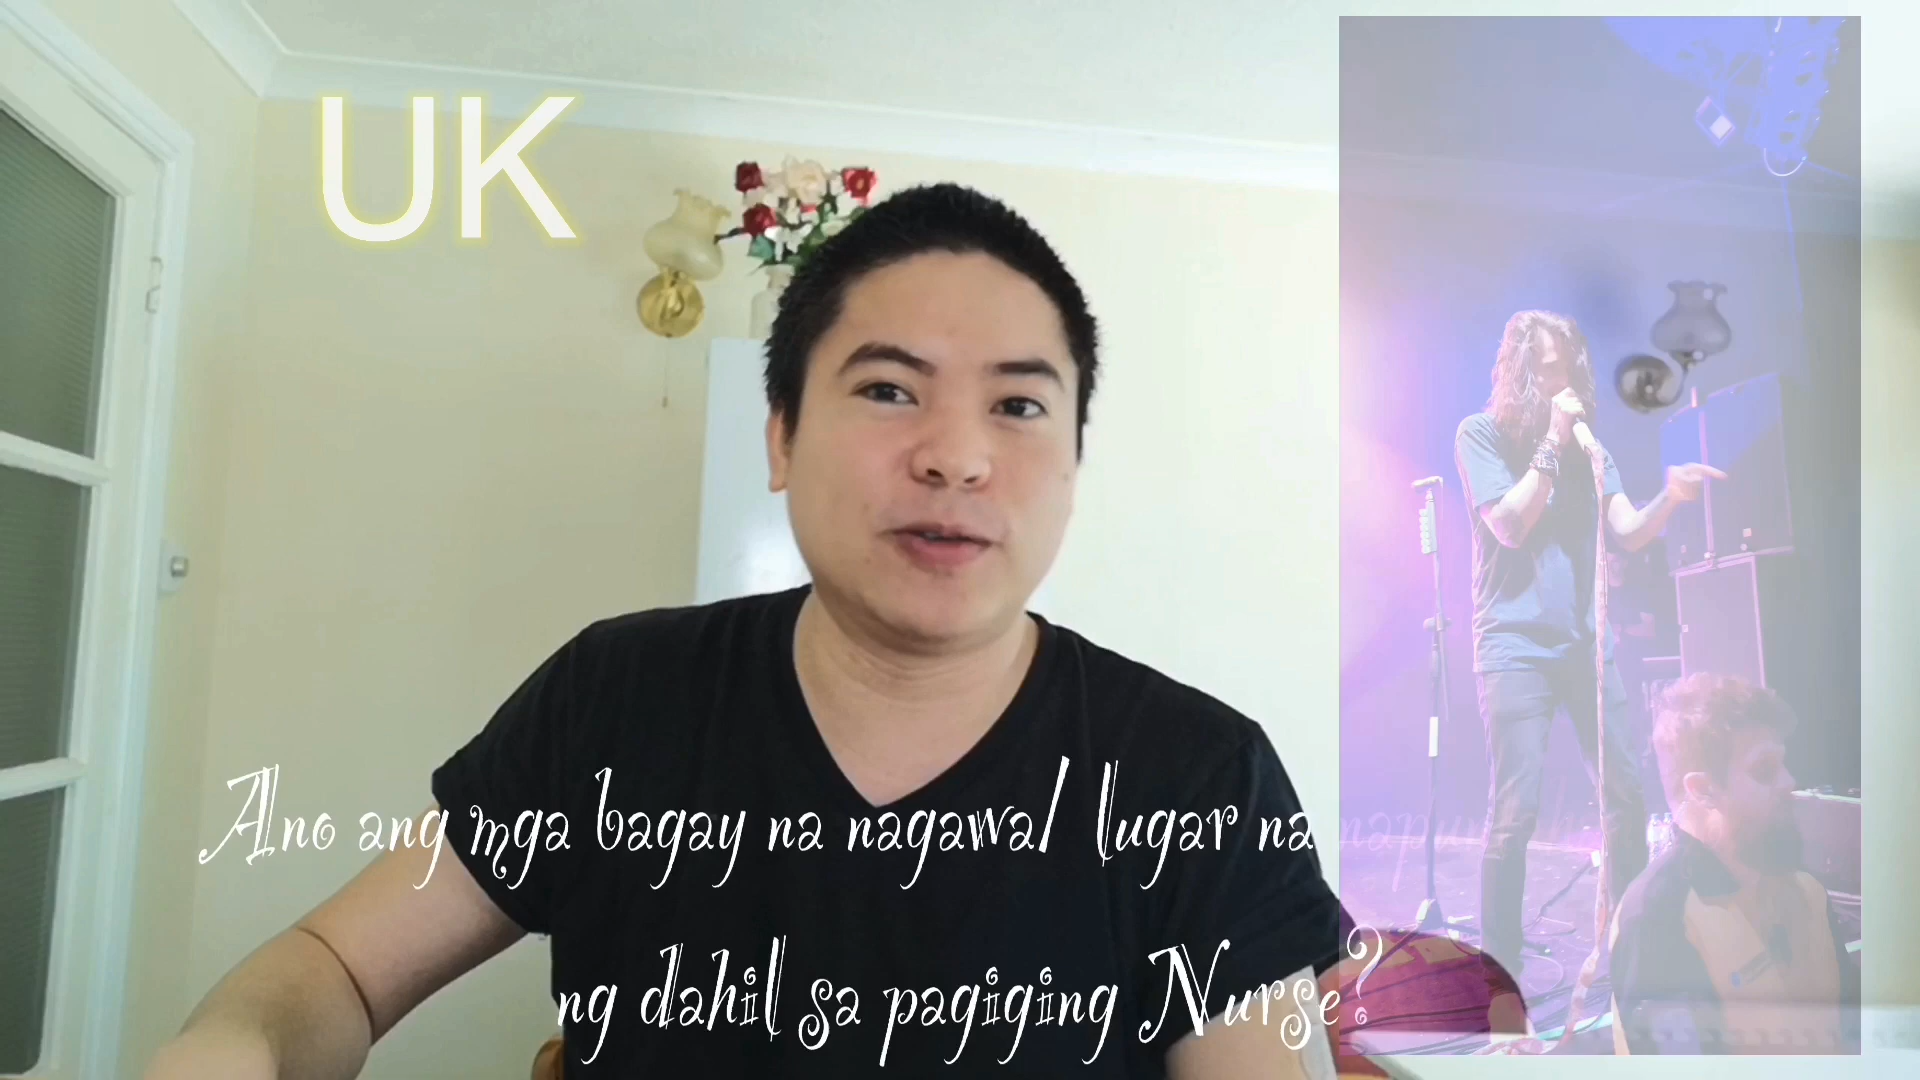 UK
Ano ang mga bagay na nagawa/ lugar na
ng dahil sa pagiging Nurse?